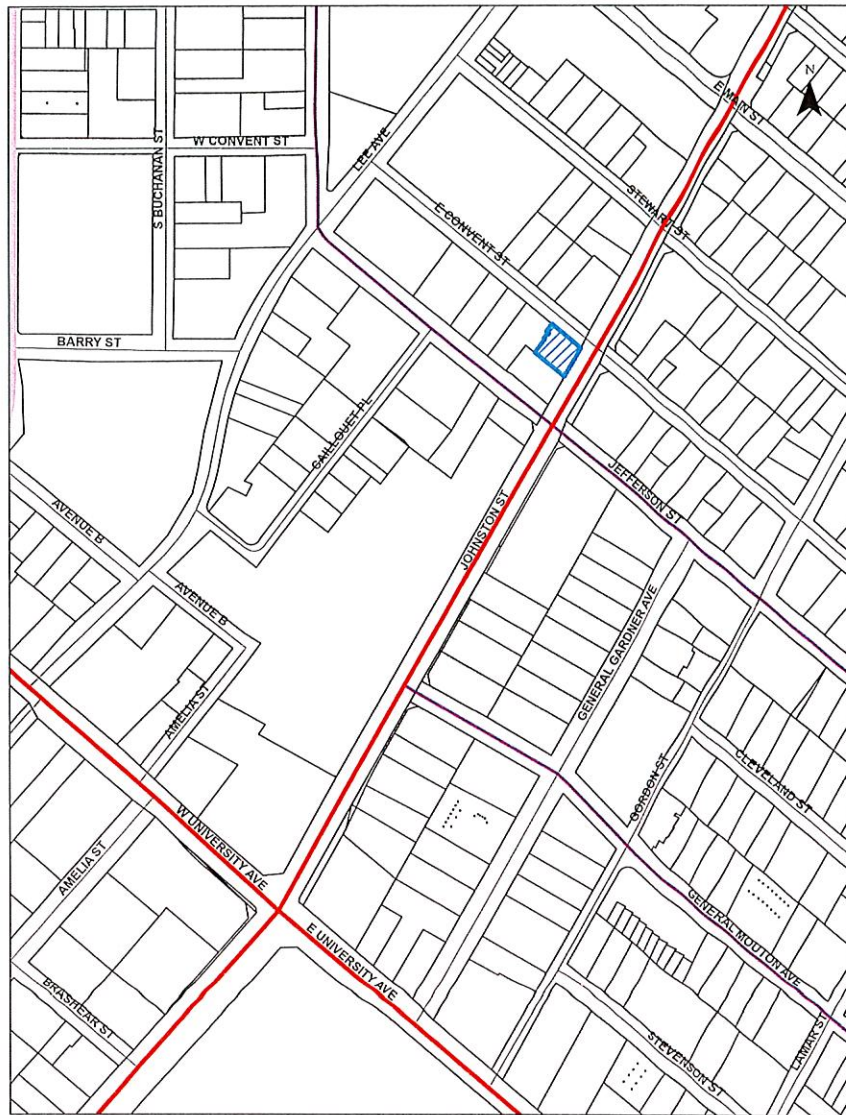 N
E MAIN ST
S BUCHANAN ST
W CONVENT ST
LEE AVE
E CONVENT ST
STEWART ST
BARRY ST
CAILLOUET PL
JEFFERSON ST
JOHNSTON ST
AVENUE B
AVENUE B
GENERAL GARDNER AVE
AMELIA ST
CLEVELAND ST
GORDON ST
W UNIVERSITY AVE
AMELIA ST
GENERAL MOUTON AVE
E UNIVERSITY AVE
BRASHEAR ST
STEVERSON ST
LAMAR ST